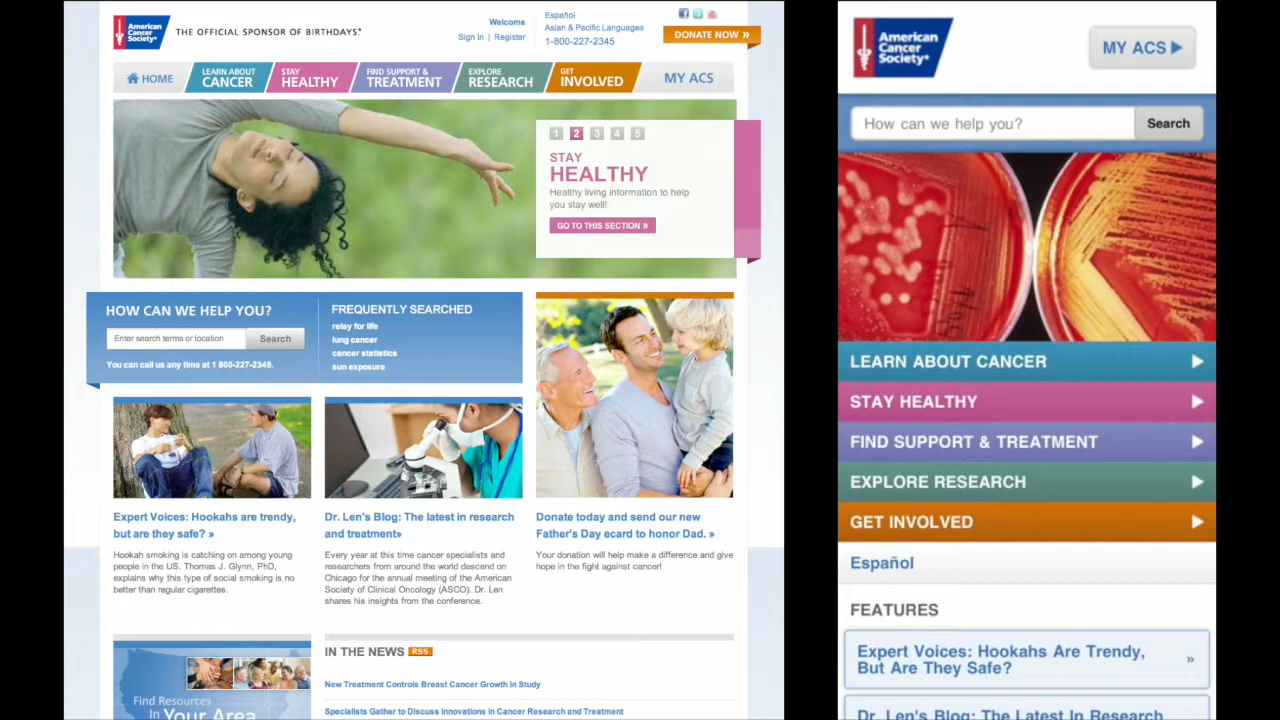 American
Cancer
Society®
THE OFFICIAL SPONSOR OF BIRTHDAYS.®
Welcome
Sign In | Register
Español
Asian & Pacific Languages
1-800-227-2345
DONATE NOW »
HOME
LEARN ABOUT
CANCER
STAY
HEALTHY
FIND SUPPORT &
TREATMENT
EXPLORE
RESEARCH
GET
INVOLVED
MY ACS
1 2 3 4 5
STAY
HEALTHY
Healthy living information to help
you stay well!
GO TO THIS SECTION »
HOW CAN WE HELP YOU?
Enter search terms or location
Search
You can call us any time at 1 800-227-2345.
FREQUENTLY SEARCHED
relay for life
lung cancer
cancer statistics
sun exposure
Expert Voices: Hookahs are trendy,
but are they safe? »
Hookah smoking is catching on among young
people in the US. Thomas J. Glynn, PhD,
explains why this type of social smoking is no
better than regular cigarettes.
Dr. Len's Blog: The latest in research
and treatment»
Every year at this time cancer specialists and
researchers from around the world descend on
Chicago for the annual meeting of the American
Society of Clinical Oncology (ASCO). Dr. Len
shares his insights from the conference.
Donate today and send our new
Father's Day ecard to honor Dad. »
Your donation will help make a difference and give
hope in the fight against cancer!
Find Resources
In Your Area
IN THE NEWS RSS
New Treatment Controls Breast Cancer Growth in Study
Specialists Gather to Discuss Innovations in Cancer Research and Treatment
American
Cancer
Society®
MY ACS
How can we help you?
Search
LEARN ABOUT CANCER
STAY HEALTHY
FIND SUPPORT & TREATMENT
EXPLORE RESEARCH
GET INVOLVED
Español
FEATURES
Expert Voices: Hookahs Are Trendy,
But Are They Safe? »
Dr. Len's Blog: The Latest In Research